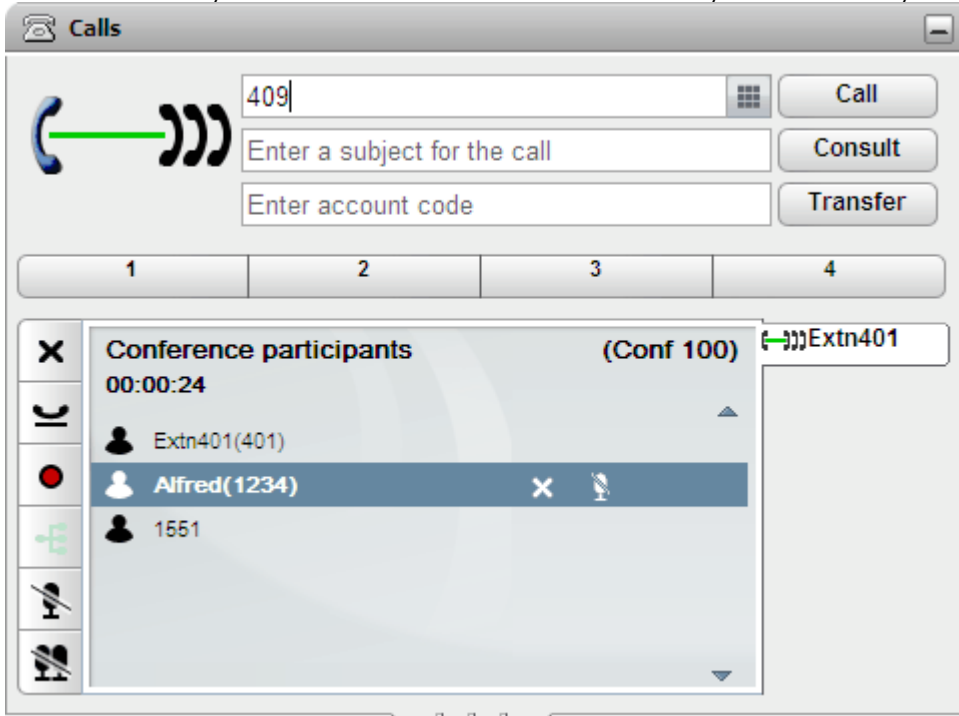 Calls
409
Call
Enter a subject for the call
Consult
Enter account code
Transfer
1 2 3 4
Conference participants (Conf 100)
Extn401
00:00:24
Extn401(401)
Alfred(1234)
1551